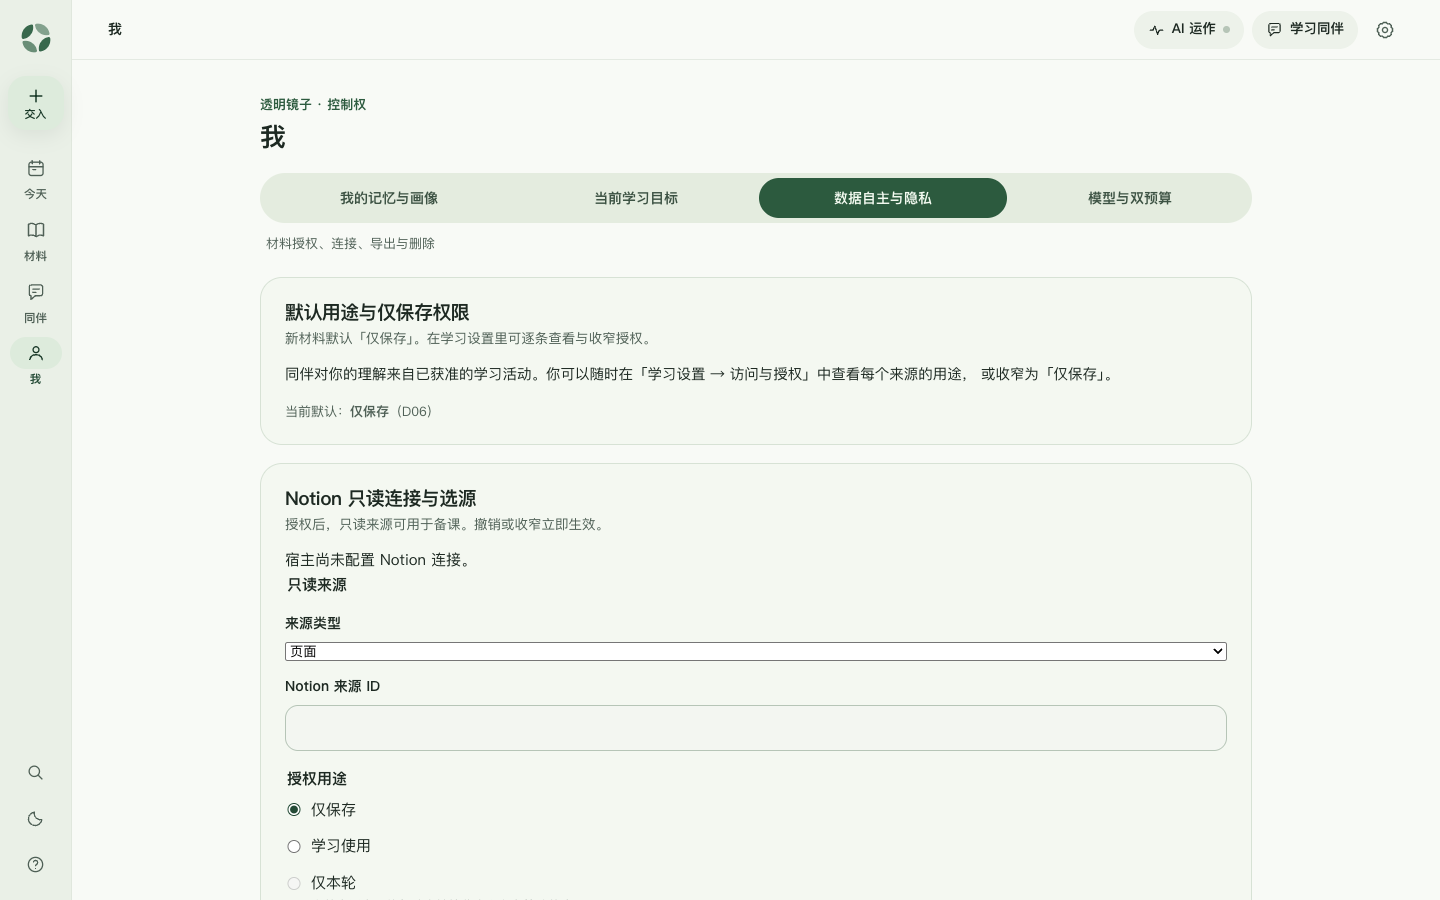 我
AI 运作
学习同伴
交入
今天
材料
同伴
我
透明镜子 · 控制权
我
我的记忆与画像
当前学习目标
数据自主与隐私
模型与双预算
材料授权、连接、导出与删除
默认用途与仅保存权限
新材料默认「仅保存」。在学习设置里可逐条查看与收窄授权。
同伴对你的理解来自已获准的学习活动。你可以随时在「学习设置 → 访问与授权」中查看每个来源的用途， 或收窄为「仅保存」。
当前默认：仅保存（D06）
Notion 只读连接与选源
授权后，只读来源可用于备课。撤销或收窄立即生效。
宿主尚未配置 Notion 连接。
只读来源
来源类型
页面
Notion 来源 ID
授权用途
仅保存
学习使用
仅本轮